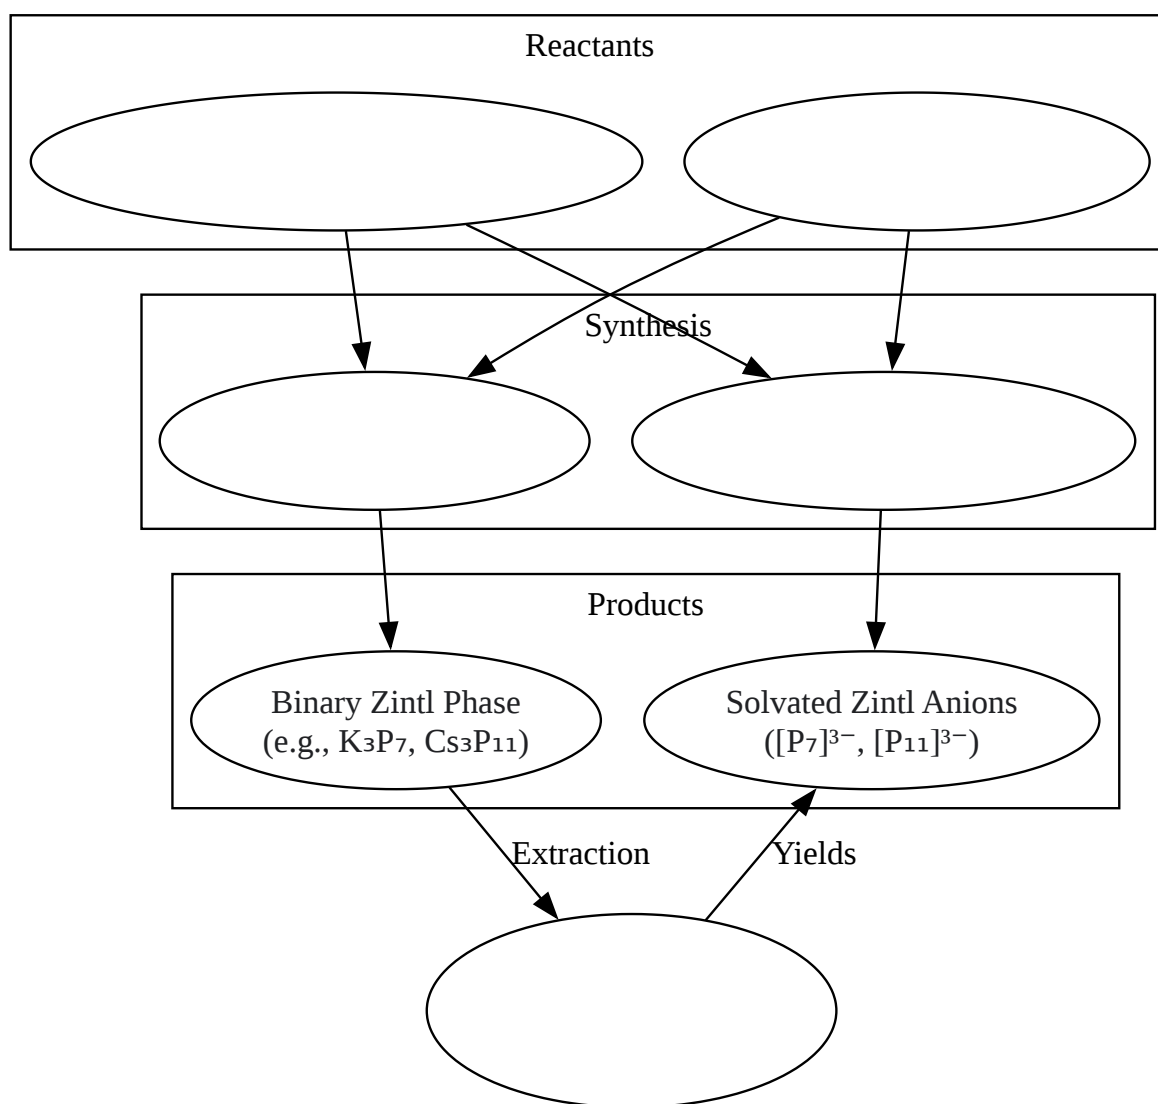 Reactants
Synthesis
Products
Binary Zintl Phase
(e.g., K₃P₇, Cs₃P₁₁)
Solvated Zintl Anions
([P₇]³⁻, [P₁₁]³⁻)
Extraction
Yields